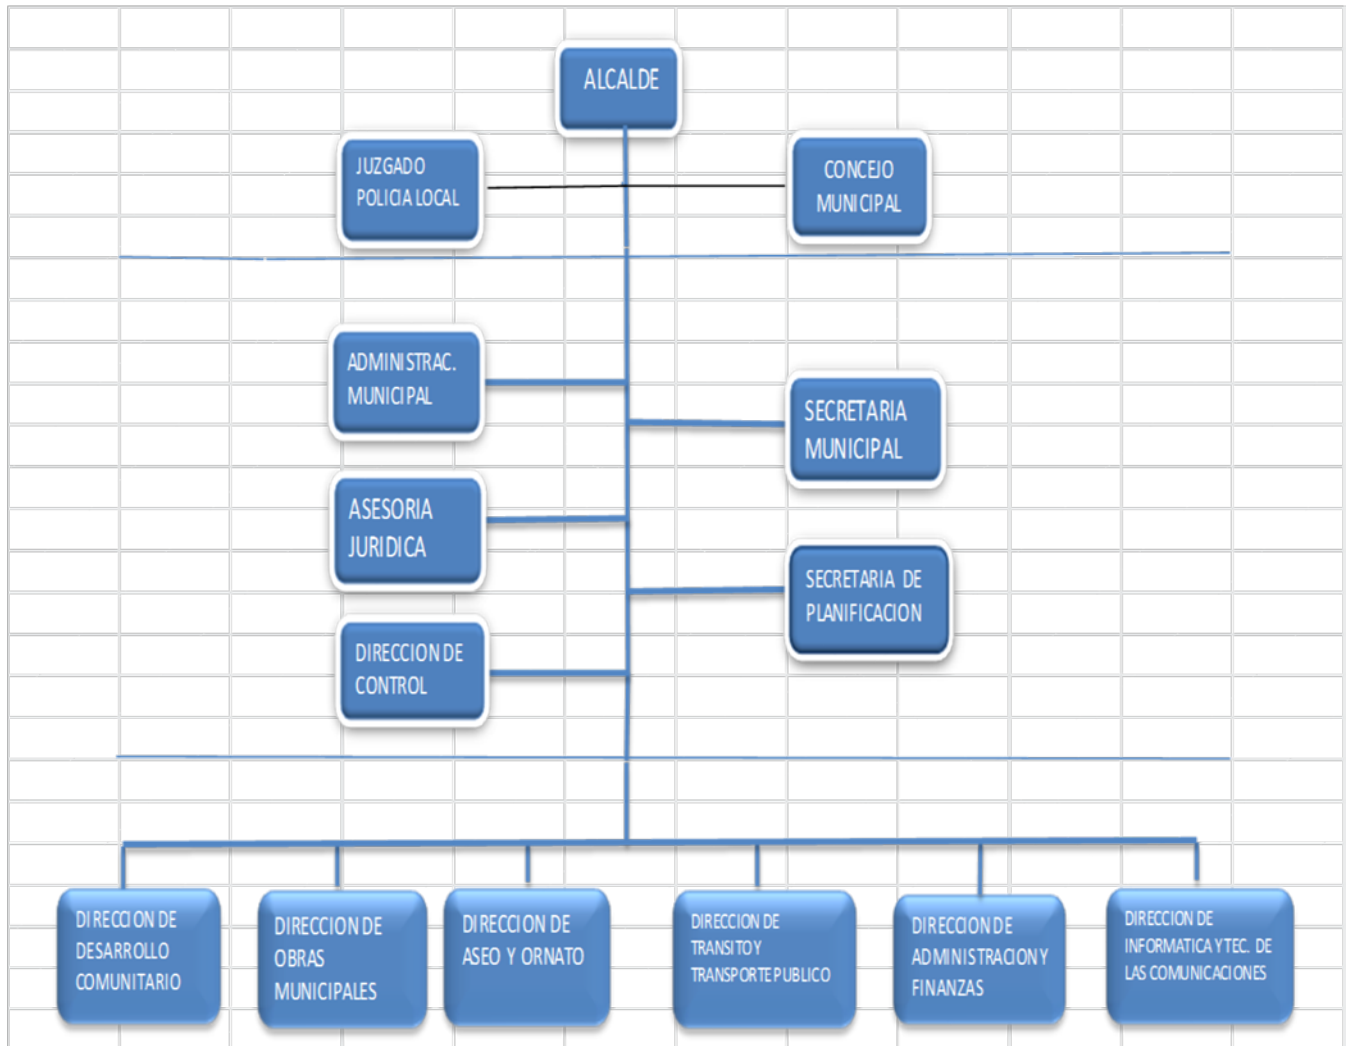 ALCALDE
JUZGADO
POLICIA LOCAL
CONCEJO
MUNICIPAL
ADMINISTRAC.
MUNICIPAL
SECRETARIA
MUNICIPAL
ASESORIA
JURIDICA
SECRETARIA DE
PLANIFICACION
DIRECCION DE
CONTROL
DIRECCION DE
DESARROLLO
COMUNITARIO
DIRECCION DE
OBRAS
MUNICIPALES
DIRECCION DE
ASEO Y ORNATO
DIRECCION DE
TRANSITO Y
TRANSPORTE PUBLICO
DIRECCION DE
ADMINISTRACION Y
FINANZAS
DIRECCION DE
INFORMATICA Y TEC. DE
LAS COMUNICACIONES